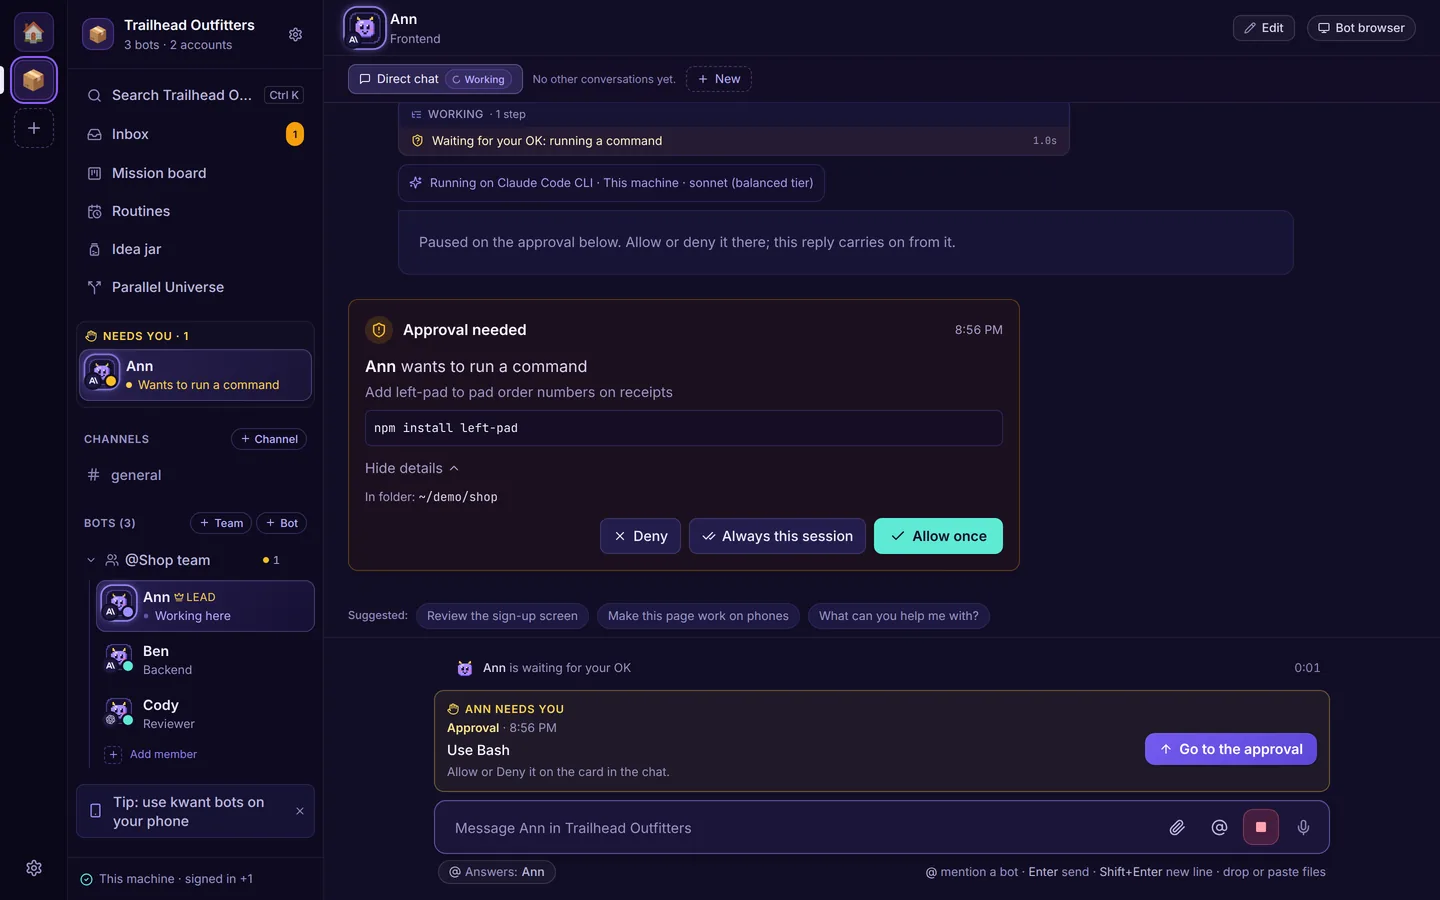 Trailhead Outfitters
3 bots · 2 accounts
Search Trailhead O...
Ctrl K
Inbox
1
Mission board
Routines
Idea jar
Parallel Universe
NEEDS YOU · 1
Ann
Wants to run a command
CHANNELS
+ Channel
# general
BOTS (3)
+ Team
+ Bot
@Shop team
1
Ann LEAD
Working here
Ben
Backend
Cody
Reviewer
+ Add member
Tip: use kwant bots on
your phone
This machine · signed in +1
Ann
Frontend
Edit
Bot browser
Direct chat
Working
No other conversations yet.
+ New
WORKING · 1 step
Waiting for your OK: running a command
1.0s
Running on Claude Code CLI · This machine · sonnet (balanced tier)
Paused on the approval below. Allow or deny it there; this reply carries on from it.
Approval needed
8:56 PM
Ann wants to run a command
Add left-pad to pad order numbers on receipts
npm install left-pad
Hide details
In folder: ~/demo/shop
Deny
Always this session
Allow once
Suggested:
Review the sign-up screen
Make this page work on phones
What can you help me with?
Ann is waiting for your OK
0:01
ANN NEEDS YOU
Approval · 8:56 PM
Use Bash
Allow or Deny it on the card in the chat.
Go to the approval
Message Ann in Trailhead Outfitters
@ Answers: Ann
@ mention a bot · Enter send · Shift+Enter new line · drop or paste files